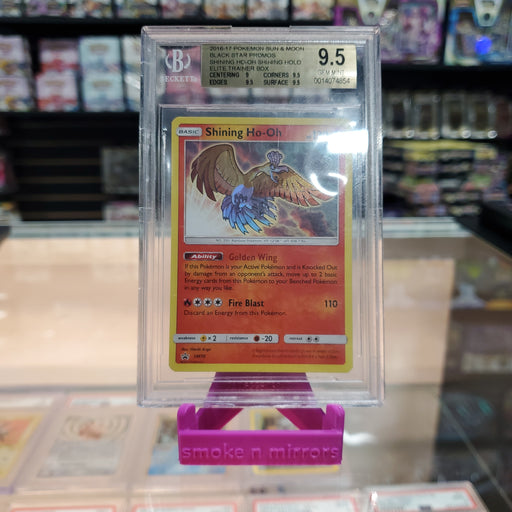 B
BECKETT
2016-17 POKEMON SUN & MOON
BLACK STAR PROMOS
SHINING HO-OH SHINING HOLO
ELITE TRAINER BOX
CENTERING 9 CORNERS 9.5
EDGES 9.5 SURFACE 9.5
9.5
GEM MINT
0014074854
BASIC Shining Ho-Oh
Ability Golden Wing
If this Pokémon is your Active Pokémon and is Knocked Out
by damage from an opponent's attack, move up to 2 basic
Energy cards from this Pokémon to your Benched Pokémon
in any way you like.
Fire Blast 110
Discard an Energy from this Pokémon.
weakness × 2 resistance -20 retreat
smoke n mirrors